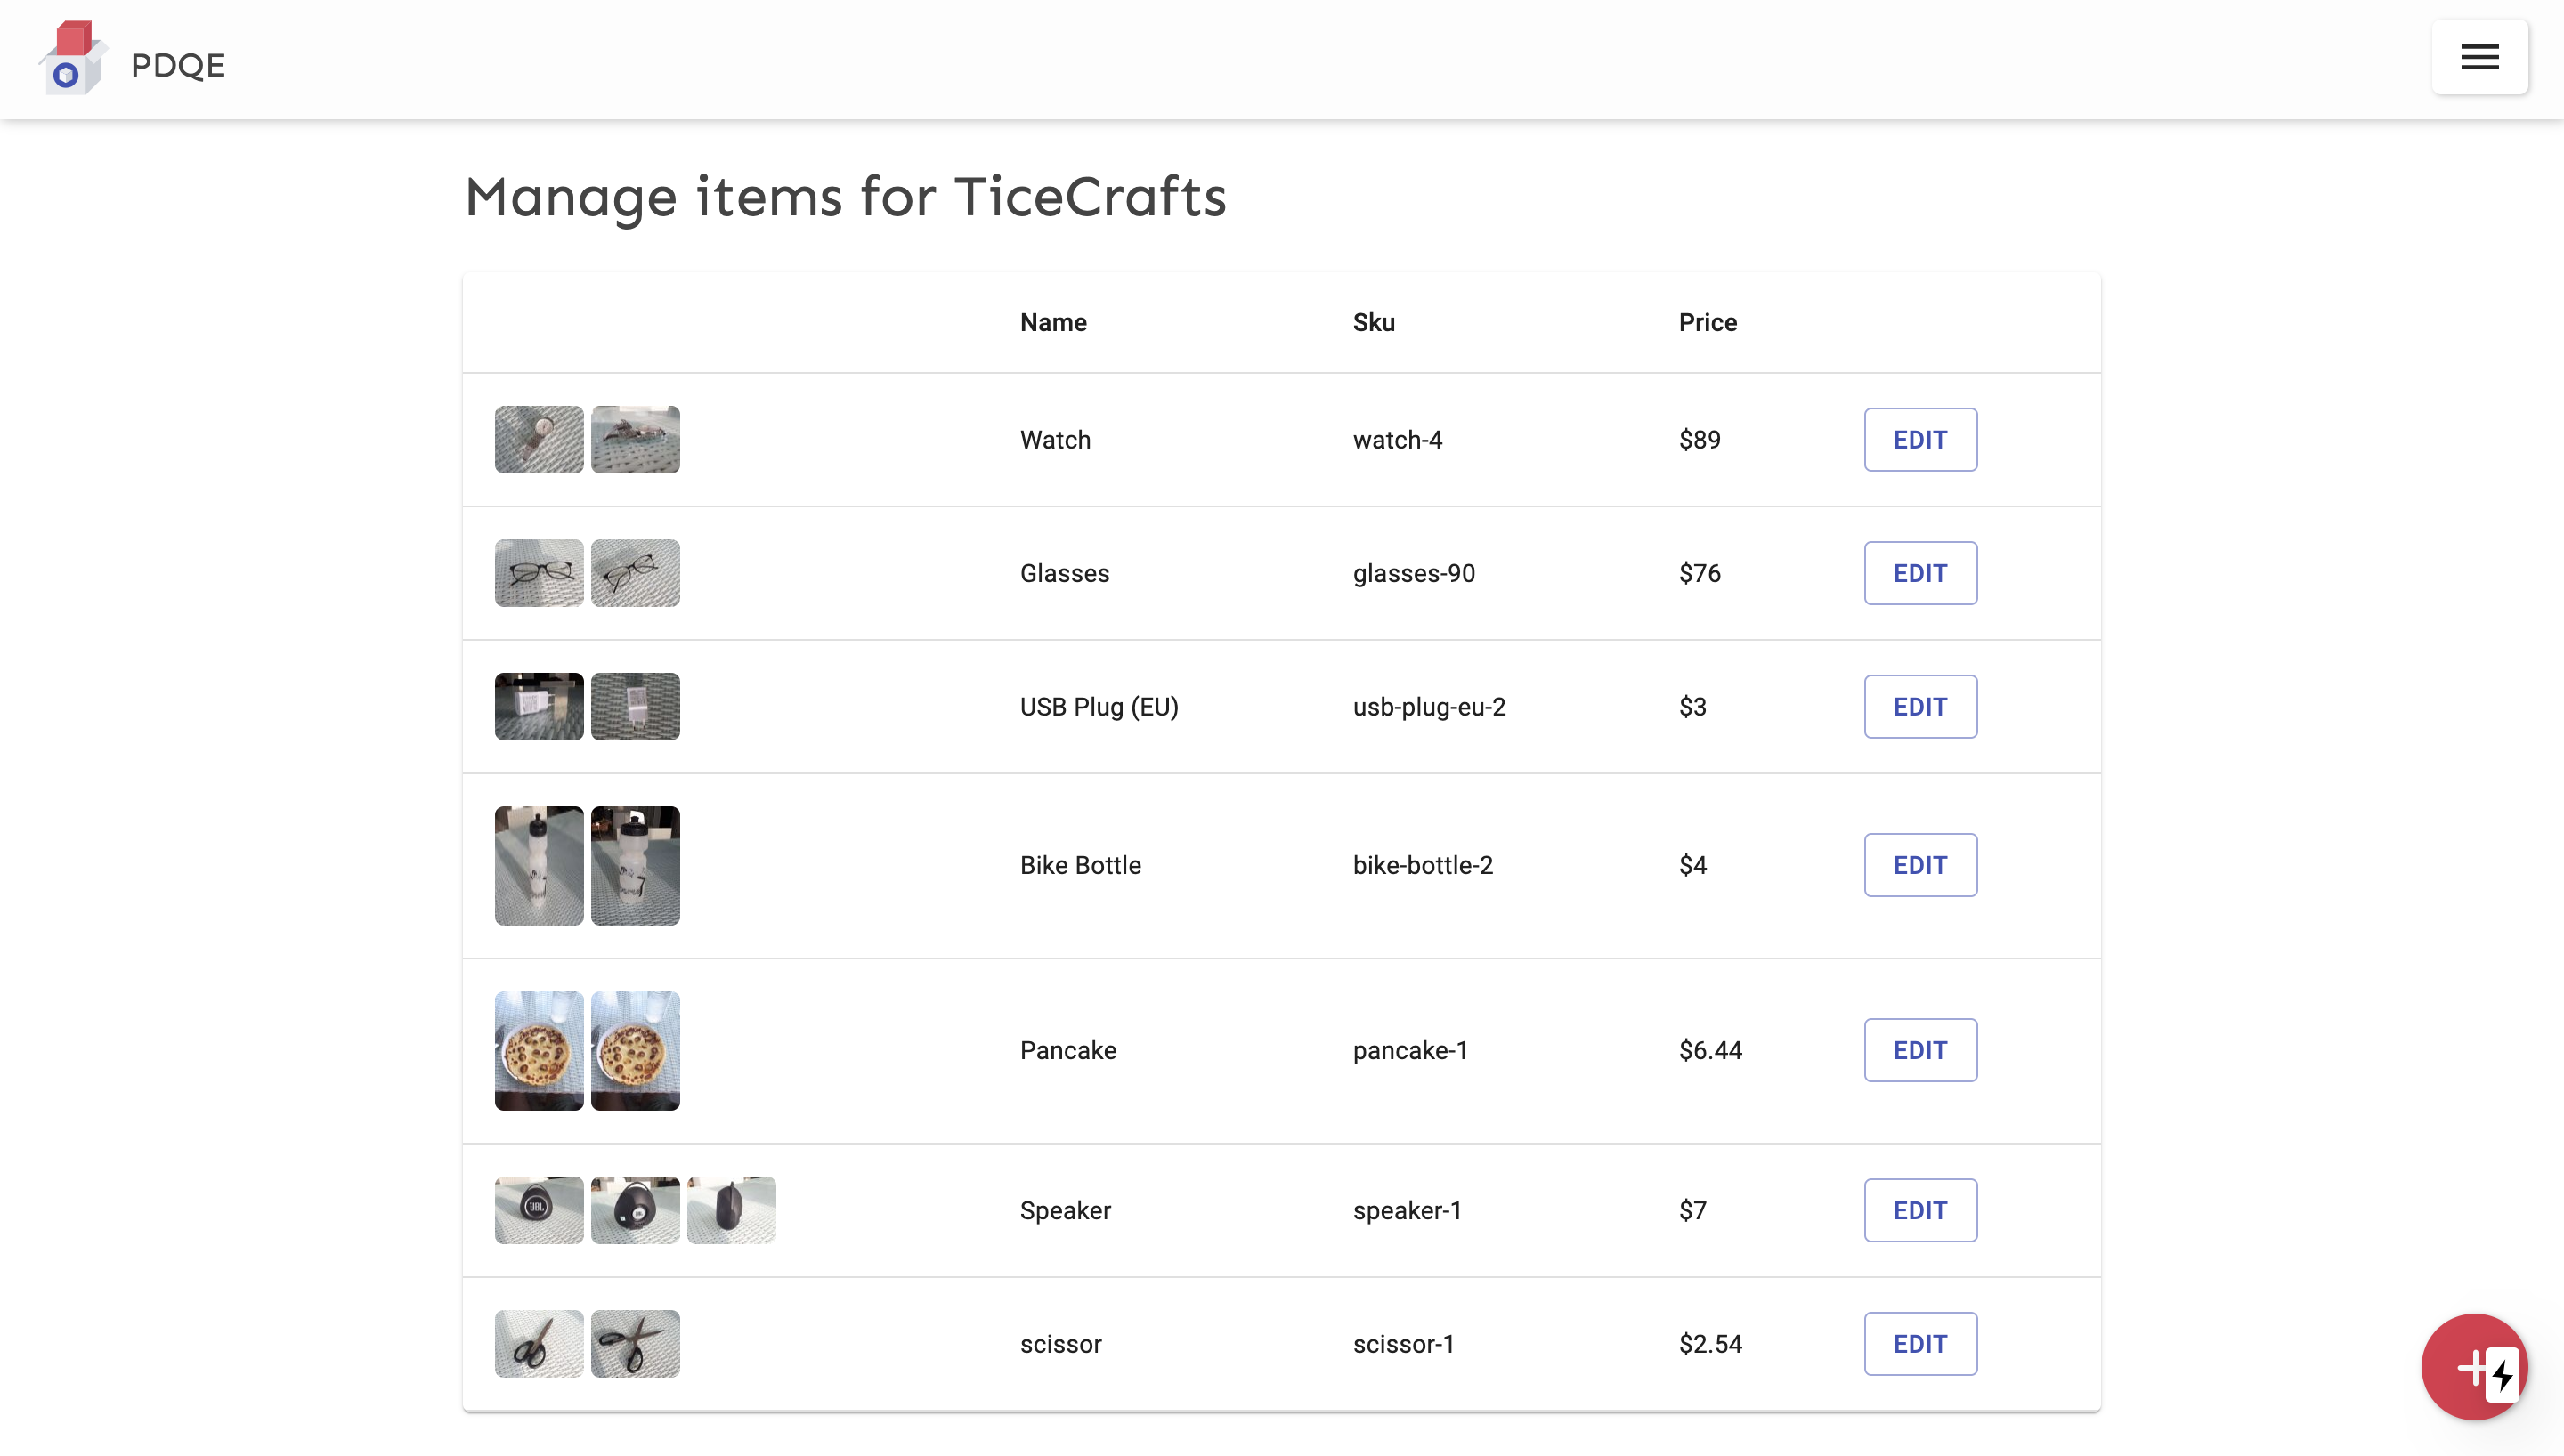 PDQE
Manage items for TiceCrafts
Name Sku Price
Watch watch-4 $89 EDIT
Glasses glasses-90 $76 EDIT
USB Plug (EU) usb-plug-eu-2 $3 EDIT
Bike Bottle bike-bottle-2 $4 EDIT
Pancake pancake-1 $6.44 EDIT
JBL
Speaker speaker-1 $7 EDIT
scissor scissor-1 $2.54 EDIT